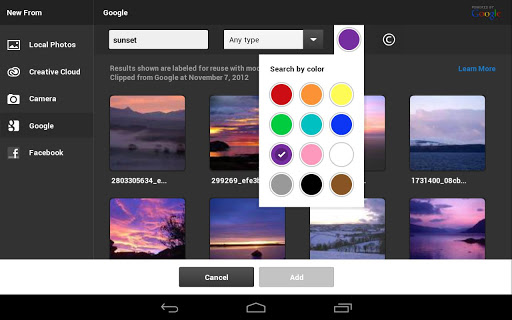 New From
Google
POWERED BY
Google
Local Photos
Creative Cloud
Camera
Google
Facebook
sunset
Any type
©
Search by color
Results shown are labeled for reuse with mod
Clipped from Google at November 7, 2012
Learn More
2803305634_e...
299269_efe3b
1731400_08cb...
Cancel
Add